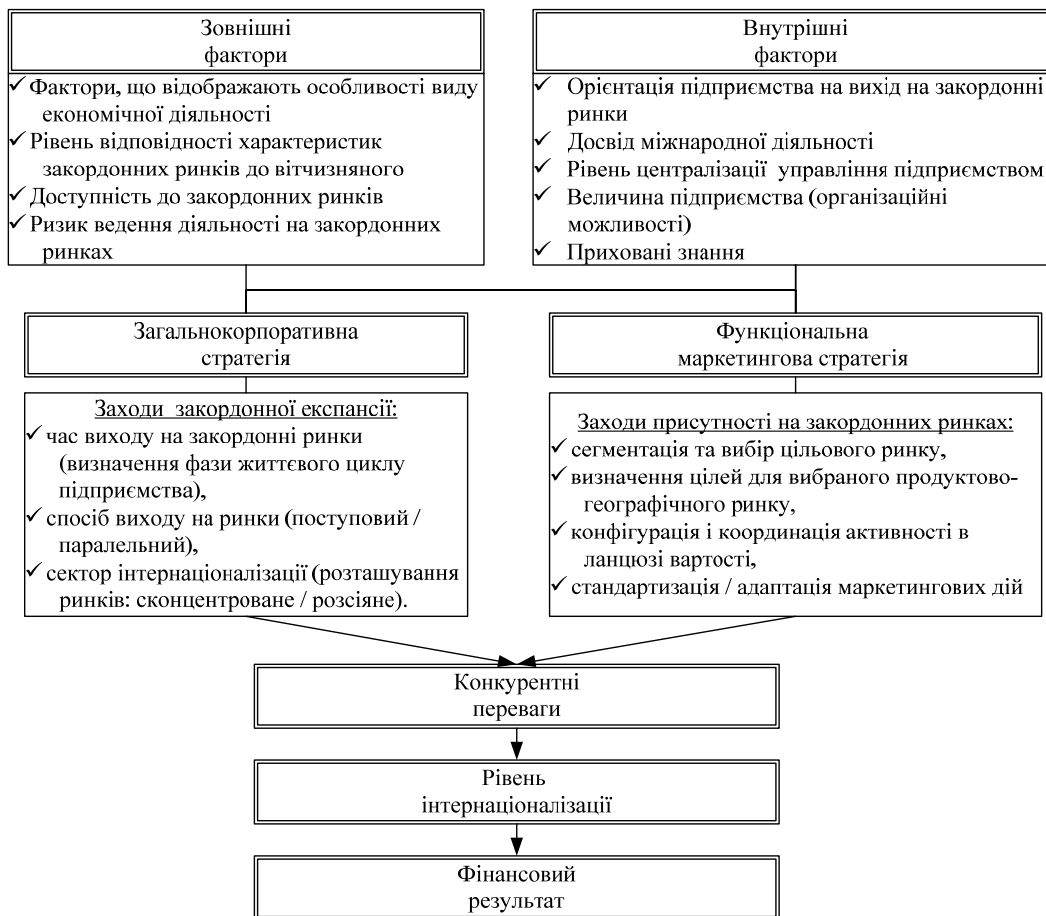 Зовнішні
фактори
✓ Фактори, що відображають особливості виду
економічної діяльності
✓ Рівень відповідності характеристик
закордонних ринків до вітчизняного
✓ Доступність до закордонних ринків
✓ Ризик ведення діяльності на закордонних
ринках
Внутрішні
фактори
✓ Орієнтація підприємства на вихід на закордонні
ринки
✓ Досвід міжнародної діяльності
✓ Рівень централізації управління підприємством
✓ Величина підприємства (організаційні
можливості)
✓ Приховані знання
Загальнокорпоративна
стратегія
Функціональна
маркетингова стратегія
Заходи закордонної експансії:
✓ час виходу на закордонні ринки
(визначення фази життєвого циклу
підприємства),
✓ спосіб виходу на ринки (поступовий /
паралельний),
✓ сектор інтернаціоналізації (розташування
ринків: сконцентроване / розсіяне).
Заходи присутності на закордонних ринках:
✓ сегментація та вибір цільового ринку,
✓ визначення цілей для вибраного продуктово-
географічного ринку,
✓ конфігурація і координація активності в
ланцюзі вартості,
✓ стандартизація / адаптація маркетингових дій
Конкурентні
переваги
Рівень
інтернаціоналізації
Фінансовий
результат